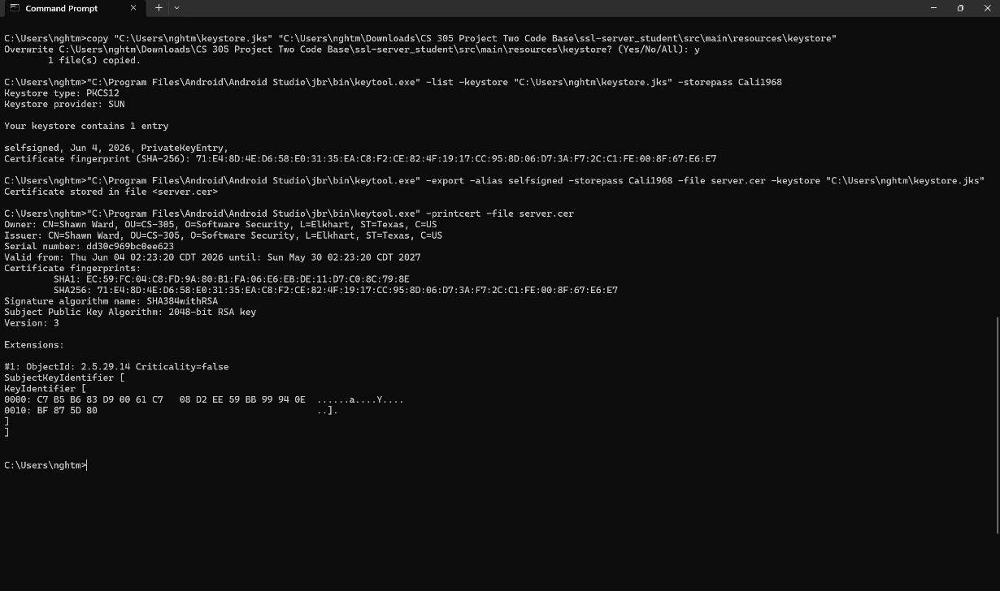 Command Prompt
C:\Users\nghtm>copy "C:\Users\nghtm\keystore.jks" "C:\Users\nghtm\Downloads\CS 305 Project Two Code Base\ssl-server_student\src\main\resources\keystore"
Overwrite C:\Users\nghtm\Downloads\CS 305 Project Two Code Base\ssl-server_student\src\main\resources\keystore? (Yes/No/All): y
        1 file(s) copied.
C:\Users\nghtm>"C:\Program Files\Android\Android Studio\jbr\bin\keytool.exe" -list -keystore "C:\Users\nghtm\keystore.jks" -storepass Cali1968
Keystore type: PKCS12
Keystore provider: SUN
Your keystore contains 1 entry
selfsigned, Jun 4, 2026, PrivateKeyEntry,
Certificate fingerprint (SHA-256): 71:E4:8D:4E:D6:58:E0:31:35:EA:C8:F2:CE:82:4F:19:17:CC:95:8D:06:D7:3A:F7:2C:C1:FE:00:8F:67:E6:E7
C:\Users\nghtm>"C:\Program Files\Android\Android Studio\jbr\bin\keytool.exe" -export -alias selfsigned -storepass Cali1968 -file server.cer -keystore "C:\Users\nghtm\keystore.jks"
Certificate stored in file <server.cer>
C:\Users\nghtm>"C:\Program Files\Android\Android Studio\jbr\bin\keytool.exe" -printcert -file server.cer
Owner: CN=Shawn Ward, OU=CS-305, O=Software Security, L=Elkhart, ST=Texas, C=US
Issuer: CN=Shawn Ward, OU=CS-305, O=Software Security, L=Elkhart, ST=Texas, C=US
Serial number: dd30c969bc0ee623
Valid from: Thu Jun 04 02:23:20 CDT 2026 until: Sun May 30 02:23:20 CDT 2027
Certificate fingerprints:
         SHA1: EC:59:FC:04:C8:FD:9A:80:B1:FA:06:E6:EB:DE:11:D7:C0:8C:79:8E
         SHA256: 71:E4:8D:4E:D6:58:E0:31:35:EA:C8:F2:CE:82:4F:19:17:CC:95:8D:06:D7:3A:F7:2C:C1:FE:00:8F:67:E6:E7
Signature algorithm name: SHA384withRSA
Subject Public Key Algorithm: 2048-bit RSA key
Version: 3
Extensions:
#1: ObjectId: 2.5.29.14 Criticality=false
SubjectKeyIdentifier [
KeyIdentifier [
0000: C7 B5 B6 83 D9 00 61 C7   08 D2 EE 59 BB 99 94 0E  ......a....Y....
0010: BF 87 5D 80                                        ..].
]
]
C:\Users\nghtm>